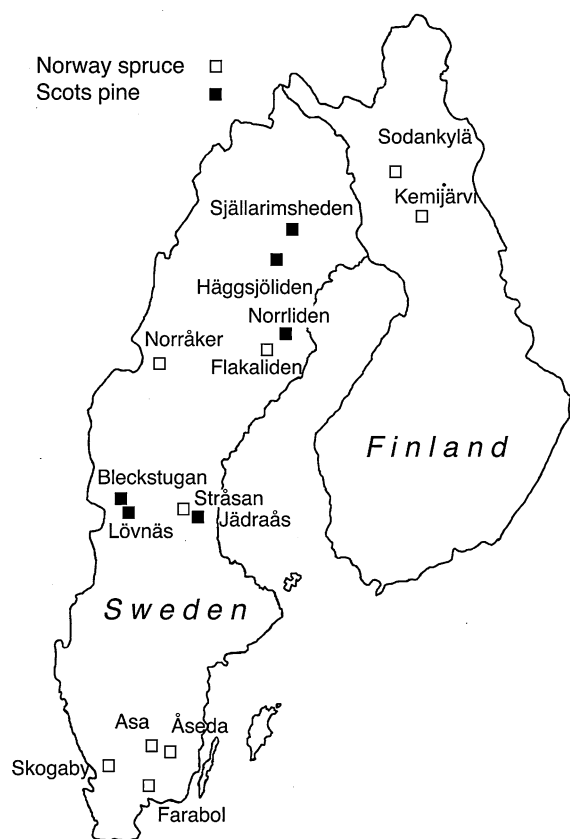 Norway spruce
Scots pine
Sodankylä
Kemijärvi
Själlarimsheden
Häggsjöliden
Norrliden
Norråker
Flakaliden
Finland
Bleckstugan
Stråsan
Lövnäs
Jädraås
Sweden
Asa
Åseda
Skogaby
Farabol